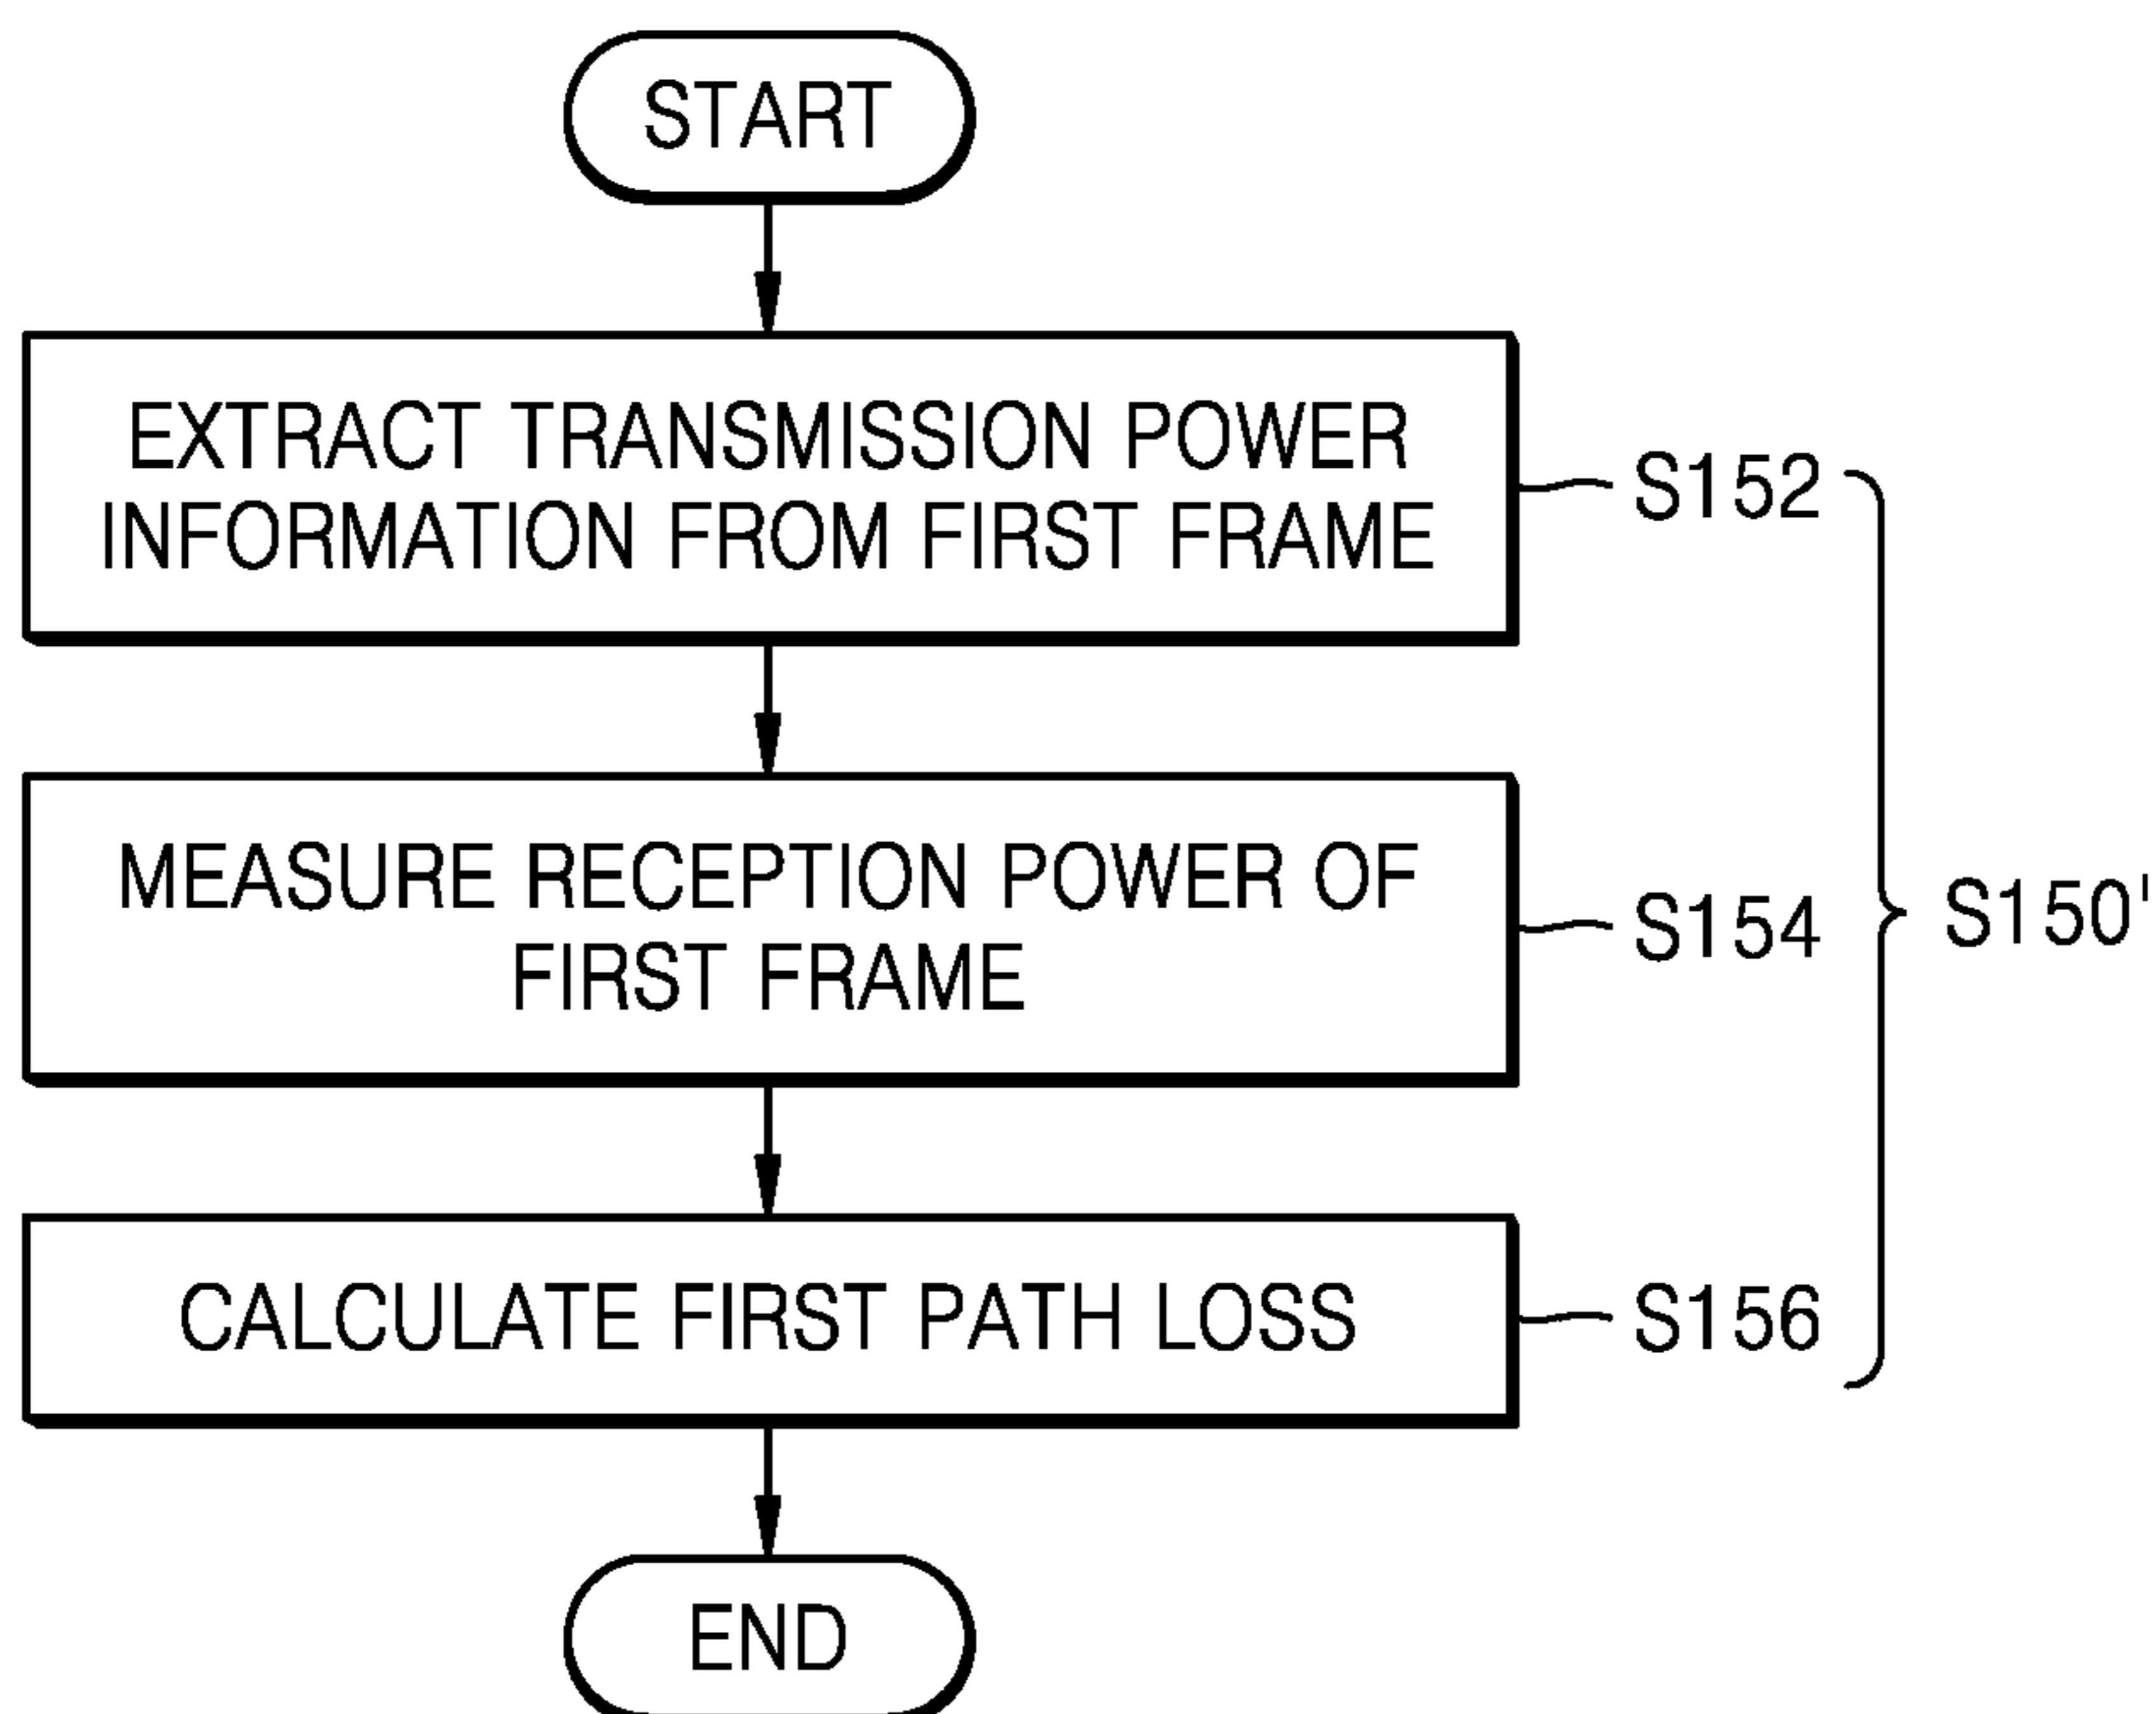 START
EXTRACT TRANSMISSION POWER
INFORMATION FROM FIRST FRAME
S152
MEASURE RECEPTION POWER OF
FIRST FRAME
S154
S150'
CALCULATE FIRST PATH LOSS
S156
END